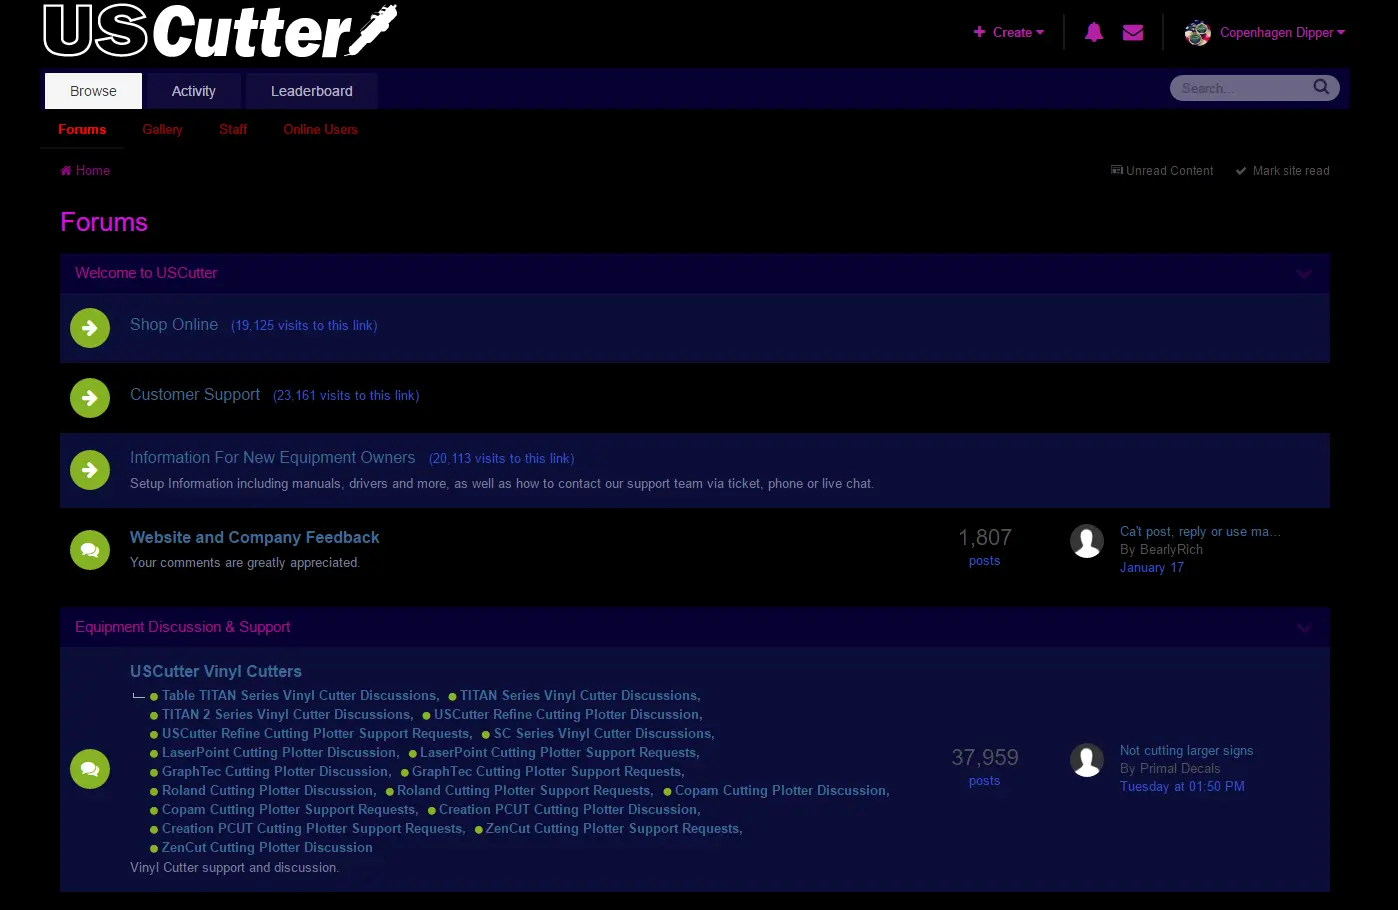 USCutter
+ Create
Copenhagen Dipper
Browse Activity Leaderboard
Search...
Forums Gallery Staff Online Users
Home
Unread Content Mark site read
Forums
Welcome to USCutter
Shop Online (19,125 visits to this link)
Customer Support (23,161 visits to this link)
Information For New Equipment Owners (20,113 visits to this link)
Setup Information including manuals, drivers and more, as well as how to contact our support team via ticket, phone or live chat.
Website and Company Feedback
Your comments are greatly appreciated.
1,807
posts
Ca't post, reply or use ma...
By BearlyRich
January 17
Equipment Discussion & Support
USCutter Vinyl Cutters
Table TITAN Series Vinyl Cutter Discussions, TITAN Series Vinyl Cutter Discussions,
TITAN 2 Series Vinyl Cutter Discussions, USCutter Refine Cutting Plotter Discussion,
USCutter Refine Cutting Plotter Support Requests, SC Series Vinyl Cutter Discussions,
LaserPoint Cutting Plotter Discussion, LaserPoint Cutting Plotter Support Requests,
GraphTec Cutting Plotter Discussion, GraphTec Cutting Plotter Support Requests,
Roland Cutting Plotter Discussion, Roland Cutting Plotter Support Requests, Copam Cutting Plotter Discussion,
Copam Cutting Plotter Support Requests, Creation PCUT Cutting Plotter Discussion,
Creation PCUT Cutting Plotter Support Requests, ZenCut Cutting Plotter Support Requests,
ZenCut Cutting Plotter Discussion
Vinyl Cutter support and discussion.
37,959
posts
Not cutting larger signs
By Primal Decals
Tuesday at 01:50 PM